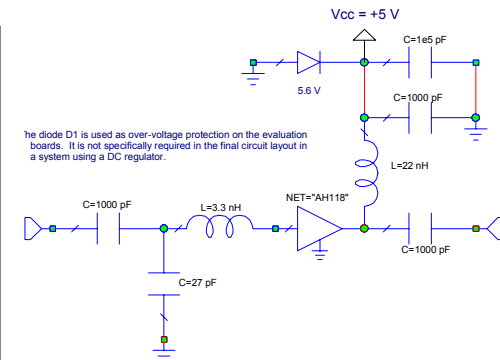 Vcc = +5 V
C=1e5 pF
5.6 V
C=1000 pF
he diode D1 is used as over-voltage protection on the evaluation
boards. It is not specifically required in the final circuit layout in
a system using a DC regulator.
L=22 nH
C=1000 pF
L=3.3 nH
NET="AH118"
C=1000 pF
C=27 pF